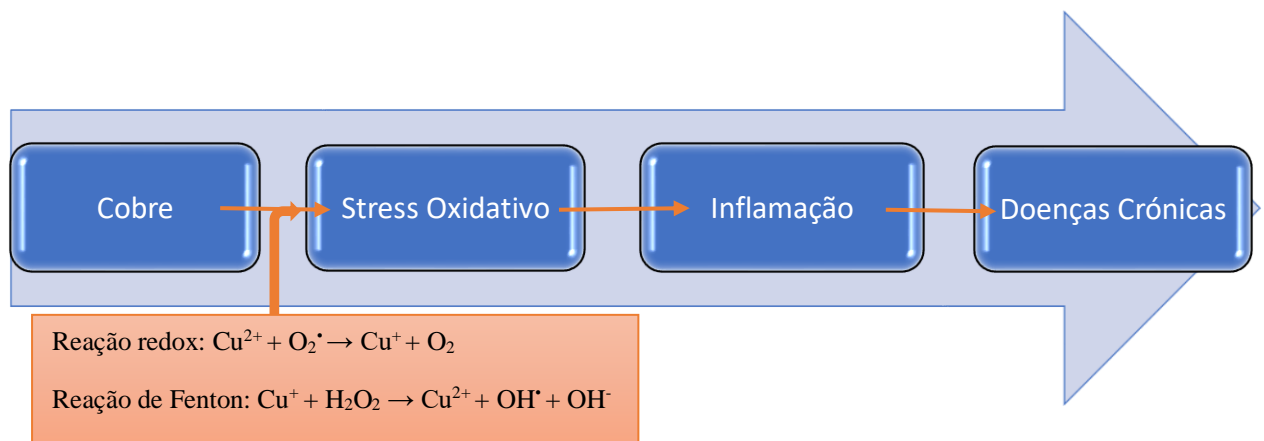 Cobre
Stress Oxidativo
Inflamação
Doenças Crónicas
Reação redox: Cu²⁺ + O₂• → Cu⁺ + O₂
Reação de Fenton: Cu⁺ + H₂O₂ → Cu²⁺ + OH• + OH⁻